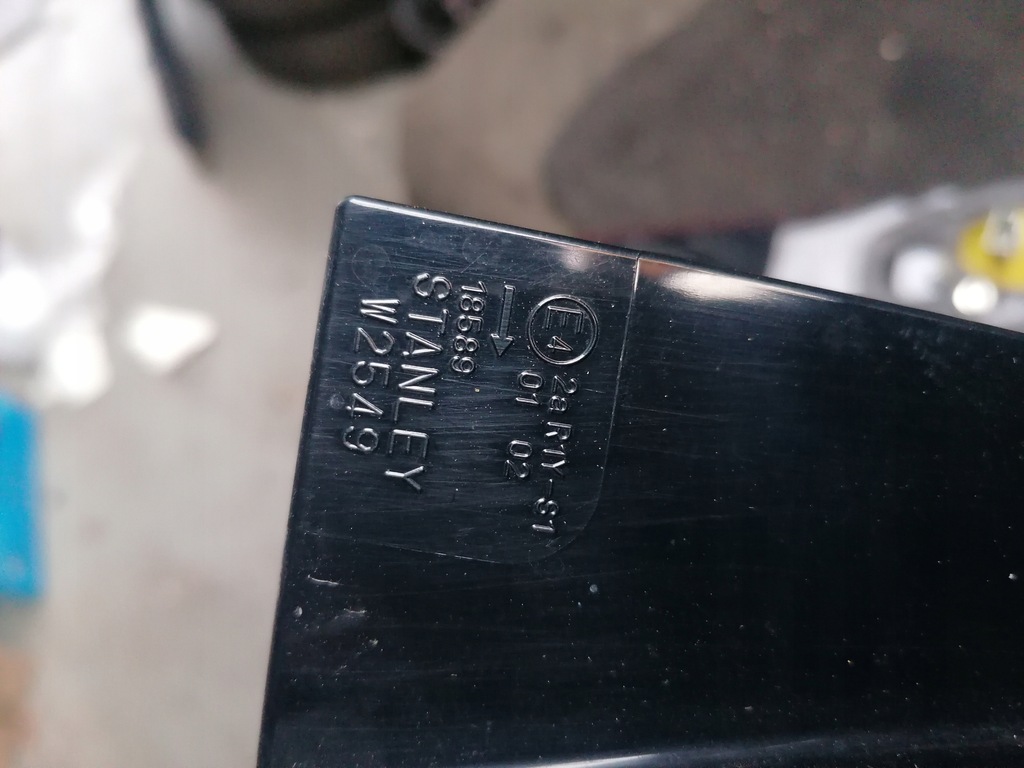 E4 2a R1Y-S1
01 02
18589
STANLEY
W2549